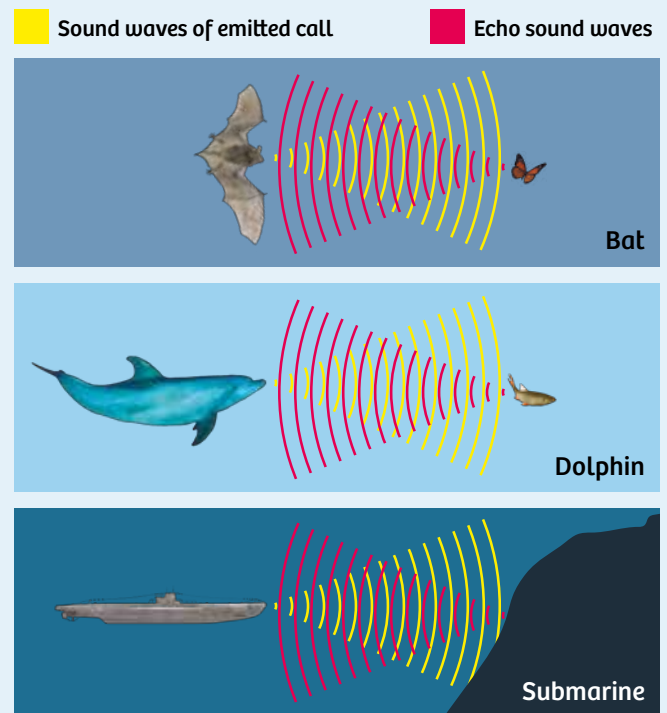 Sound waves of emitted call
Echo sound waves
Bat
Dolphin
Submarine